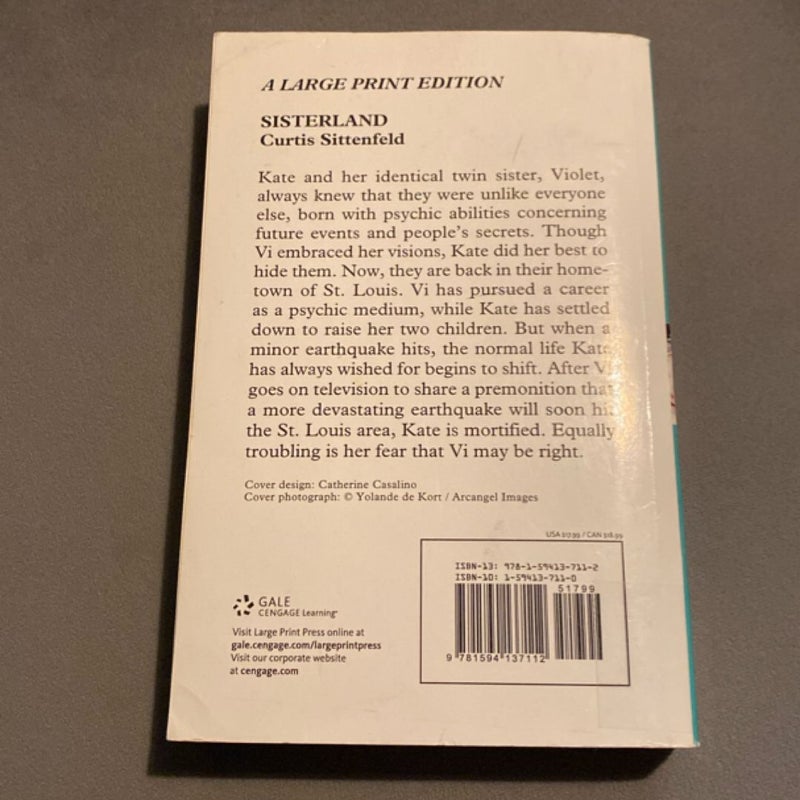 A LARGE PRINT EDITION
SISTERLAND
Curtis Sittenfeld
Kate and her identical twin sister, Violet,
always knew that they were unlike everyone
else, born with psychic abilities concerning
future events and people's secrets. Though
Vi embraced her visions, Kate did her best to
hide them. Now, they are back in their home-
town of St. Louis. Vi has pursued a career
as a psychic medium, while Kate has settled
down to raise her two children. But when a
minor earthquake hits, the normal life Kate
has always wished for begins to shift. After Vi
goes on television to share a premonition that
a more devastating earthquake will soon hit
the St. Louis area, Kate is mortified. Equally
troubling is her fear that Vi may be right.
Cover design: Catherine Casalino
Cover photograph: © Yolande de Kort / Arcangel Images
USA $17.99 / CAN $18.99
ISBN-13: 978-1-59413-711-2
ISBN-10: 1-59413-711-0
51799
9 781594 137112
GALE
CENGAGE Learning®
Visit Large Print Press online at
gale.cengage.com/largeprintpress
Visit our corporate website
at cengage.com